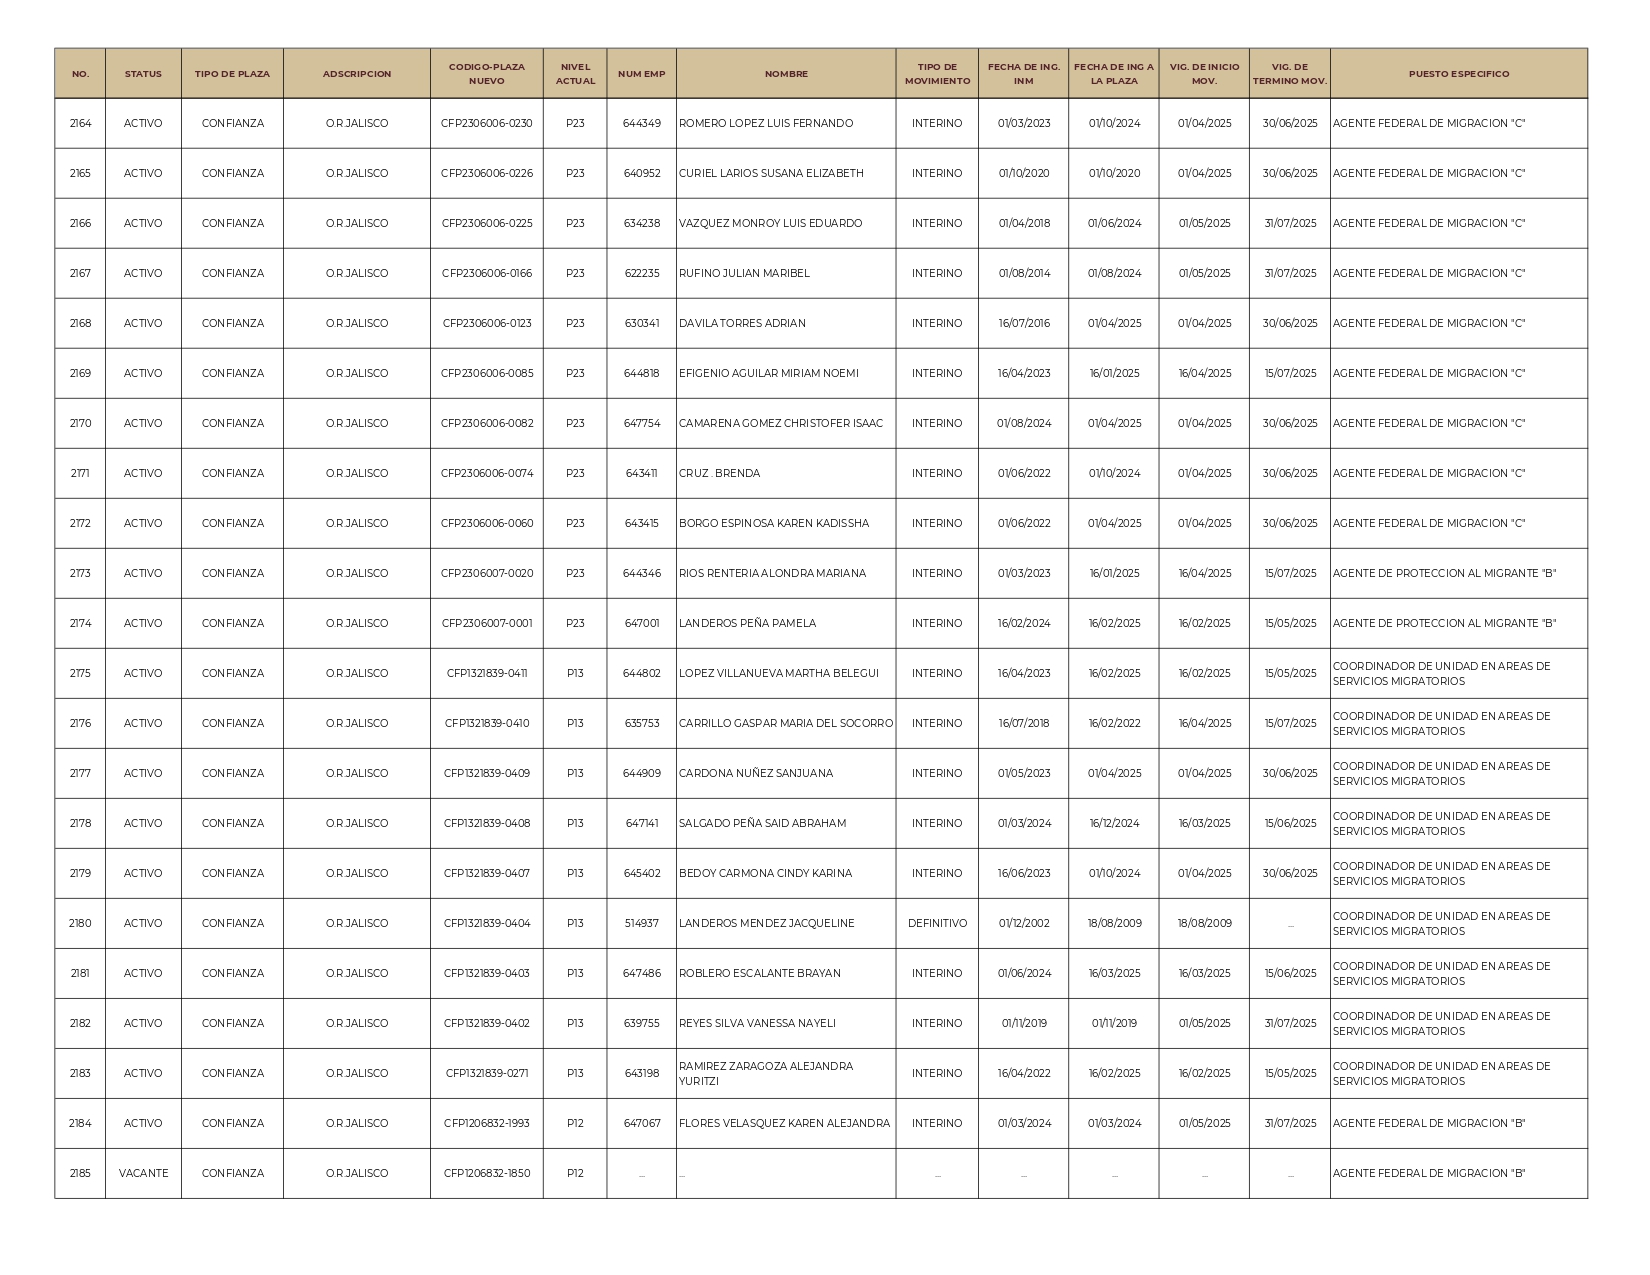 NO. STATUS TIPO DE PLAZA ADSCRIPCION CODIGO-PLAZA NUEVO NIVEL ACTUAL NUM EMP NOMBRE TIPO DE MOVIMIENTO FECHA DE ING. INM FECHA DE ING A LA PLAZA VIG. DE INICIO MOV. VIG. DE TERMINO MOV. PUESTO ESPECIFICO
2164 ACTIVO CONFIANZA O.R.JALISCO CFP2306006-0230 P23 644349 ROMERO LOPEZ LUIS FERNANDO INTERINO 01/03/2023 01/10/2024 01/04/2025 30/06/2025 AGENTE FEDERAL DE MIGRACION "C"
2165 ACTIVO CONFIANZA O.R.JALISCO CFP2306006-0226 P23 640952 CURIEL LARIOS SUSANA ELIZABETH INTERINO 01/10/2020 01/10/2020 01/04/2025 30/06/2025 AGENTE FEDERAL DE MIGRACION "C"
2166 ACTIVO CONFIANZA O.R.JALISCO CFP2306006-0225 P23 634238 VAZQUEZ MONROY LUIS EDUARDO INTERINO 01/04/2018 01/06/2024 01/05/2025 31/07/2025 AGENTE FEDERAL DE MIGRACION "C"
2167 ACTIVO CONFIANZA O.R.JALISCO CFP2306006-0166 P23 622235 RUFINO JULIAN MARIBEL INTERINO 01/08/2014 01/08/2024 01/05/2025 31/07/2025 AGENTE FEDERAL DE MIGRACION "C"
2168 ACTIVO CONFIANZA O.R.JALISCO CFP2306006-0123 P23 630341 DAVILA TORRES ADRIAN INTERINO 16/07/2016 01/04/2025 01/04/2025 30/06/2025 AGENTE FEDERAL DE MIGRACION "C"
2169 ACTIVO CONFIANZA O.R.JALISCO CFP2306006-0085 P23 644818 EFIGENIO AGUILAR MIRIAM NOEMI INTERINO 16/04/2023 16/01/2025 16/04/2025 15/07/2025 AGENTE FEDERAL DE MIGRACION "C"
2170 ACTIVO CONFIANZA O.R.JALISCO CFP2306006-0082 P23 647754 CAMARENA GOMEZ CHRISTOFER ISAAC INTERINO 01/08/2024 01/04/2025 01/04/2025 30/06/2025 AGENTE FEDERAL DE MIGRACION "C"
2171 ACTIVO CONFIANZA O.R.JALISCO CFP2306006-0074 P23 643411 CRUZ . BRENDA INTERINO 01/06/2022 01/10/2024 01/04/2025 30/06/2025 AGENTE FEDERAL DE MIGRACION "C"
2172 ACTIVO CONFIANZA O.R.JALISCO CFP2306006-0060 P23 643415 BORGO ESPINOSA KAREN KADISSHA INTERINO 01/06/2022 01/04/2025 01/04/2025 30/06/2025 AGENTE FEDERAL DE MIGRACION "C"
2173 ACTIVO CONFIANZA O.R.JALISCO CFP2306007-0020 P23 644346 RIOS RENTERIA ALONDRA MARIANA INTERINO 01/03/2023 16/01/2025 16/04/2025 15/07/2025 AGENTE DE PROTECCION AL MIGRANTE "B"
2174 ACTIVO CONFIANZA O.R.JALISCO CFP2306007-0001 P23 647001 LANDEROS PEÑA PAMELA INTERINO 16/02/2024 16/02/2025 16/02/2025 15/05/2025 AGENTE DE PROTECCION AL MIGRANTE "B"
2175 ACTIVO CONFIANZA O.R.JALISCO CFP1321839-0411 P13 644802 LOPEZ VILLANUEVA MARTHA BELEGUI INTERINO 16/04/2023 16/02/2025 16/02/2025 15/05/2025 COORDINADOR DE UNIDAD EN AREAS DE SERVICIOS MIGRATORIOS
2176 ACTIVO CONFIANZA O.R.JALISCO CFP1321839-0410 P13 635753 CARRILLO GASPAR MARIA DEL SOCORRO INTERINO 16/07/2018 16/02/2022 16/04/2025 15/07/2025 COORDINADOR DE UNIDAD EN AREAS DE SERVICIOS MIGRATORIOS
2177 ACTIVO CONFIANZA O.R.JALISCO CFP1321839-0409 P13 644909 CARDONA NUÑEZ SANJUANA INTERINO 01/05/2023 01/04/2025 01/04/2025 30/06/2025 COORDINADOR DE UNIDAD EN AREAS DE SERVICIOS MIGRATORIOS
2178 ACTIVO CONFIANZA O.R.JALISCO CFP1321839-0408 P13 647141 SALGADO PEÑA SAID ABRAHAM INTERINO 01/03/2024 16/12/2024 16/03/2025 15/06/2025 COORDINADOR DE UNIDAD EN AREAS DE SERVICIOS MIGRATORIOS
2179 ACTIVO CONFIANZA O.R.JALISCO CFP1321839-0407 P13 645402 BEDOY CARMONA CINDY KARINA INTERINO 16/06/2023 01/10/2024 01/04/2025 30/06/2025 COORDINADOR DE UNIDAD EN AREAS DE SERVICIOS MIGRATORIOS
2180 ACTIVO CONFIANZA O.R.JALISCO CFP1321839-0404 P13 514937 LANDEROS MENDEZ JACQUELINE DEFINITIVO 01/12/2002 18/08/2009 18/08/2009 ... COORDINADOR DE UNIDAD EN AREAS DE SERVICIOS MIGRATORIOS
2181 ACTIVO CONFIANZA O.R.JALISCO CFP1321839-0403 P13 647486 ROBLERO ESCALANTE BRAYAN INTERINO 01/06/2024 16/03/2025 16/03/2025 15/06/2025 COORDINADOR DE UNIDAD EN AREAS DE SERVICIOS MIGRATORIOS
2182 ACTIVO CONFIANZA O.R.JALISCO CFP1321839-0402 P13 639755 REYES SILVA VANESSA NAYELI INTERINO 01/11/2019 01/11/2019 01/05/2025 31/07/2025 COORDINADOR DE UNIDAD EN AREAS DE SERVICIOS MIGRATORIOS
2183 ACTIVO CONFIANZA O.R.JALISCO CFP1321839-0271 P13 643198 RAMIREZ ZARAGOZA ALEJANDRA YURITZI INTERINO 16/04/2022 16/02/2025 16/02/2025 15/05/2025 COORDINADOR DE UNIDAD EN AREAS DE SERVICIOS MIGRATORIOS
2184 ACTIVO CONFIANZA O.R.JALISCO CFP1206832-1993 P12 647067 FLORES VELASQUEZ KAREN ALEJANDRA INTERINO 01/03/2024 01/03/2024 01/05/2025 31/07/2025 AGENTE FEDERAL DE MIGRACION "B"
2185 VACANTE CONFIANZA O.R.JALISCO CFP1206832-1850 P12 ... ... ... ... ... ... ... AGENTE FEDERAL DE MIGRACION "B"